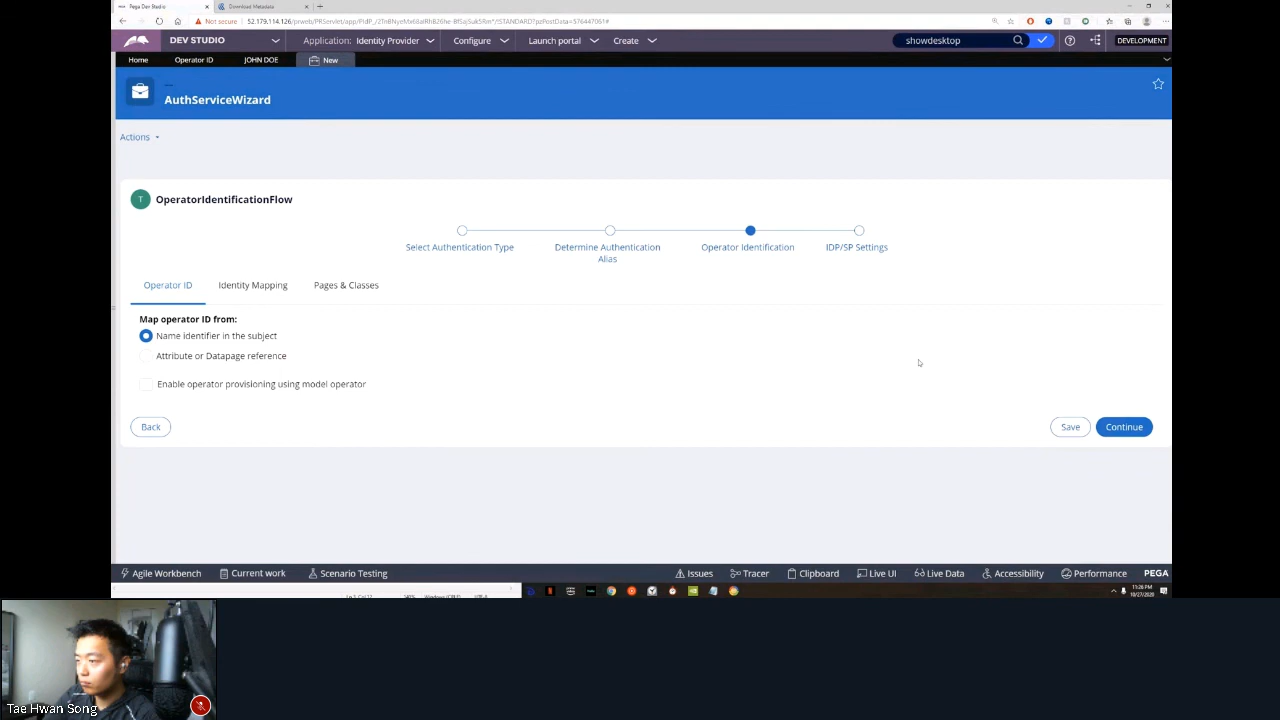 Pega Dev Studio
Download Metadata
Not secure
DEV STUDIO
Application: Identity Provider
Configure
Launch portal
Create
showdesktop
DEVELOPMENT
Home
Operator ID
JOHN DOE
New
AuthServiceWizard
Actions
T
OperatorIdentificationFlow
Select Authentication Type
Determine Authentication
Alias
Operator Identification
IDP/SP Settings
Operator ID
Identity Mapping
Pages & Classes
Map operator ID from:
Name identifier in the subject
Attribute or Datapage reference
Enable operator provisioning using model operator
Back
Save
Continue
Agile Workbench
Current work
Scenario Testing
Issues
Tracer
Clipboard
Live UI
Live Data
Accessibility
Performance
PEGA
10/27/2020
Tae Hwan Song